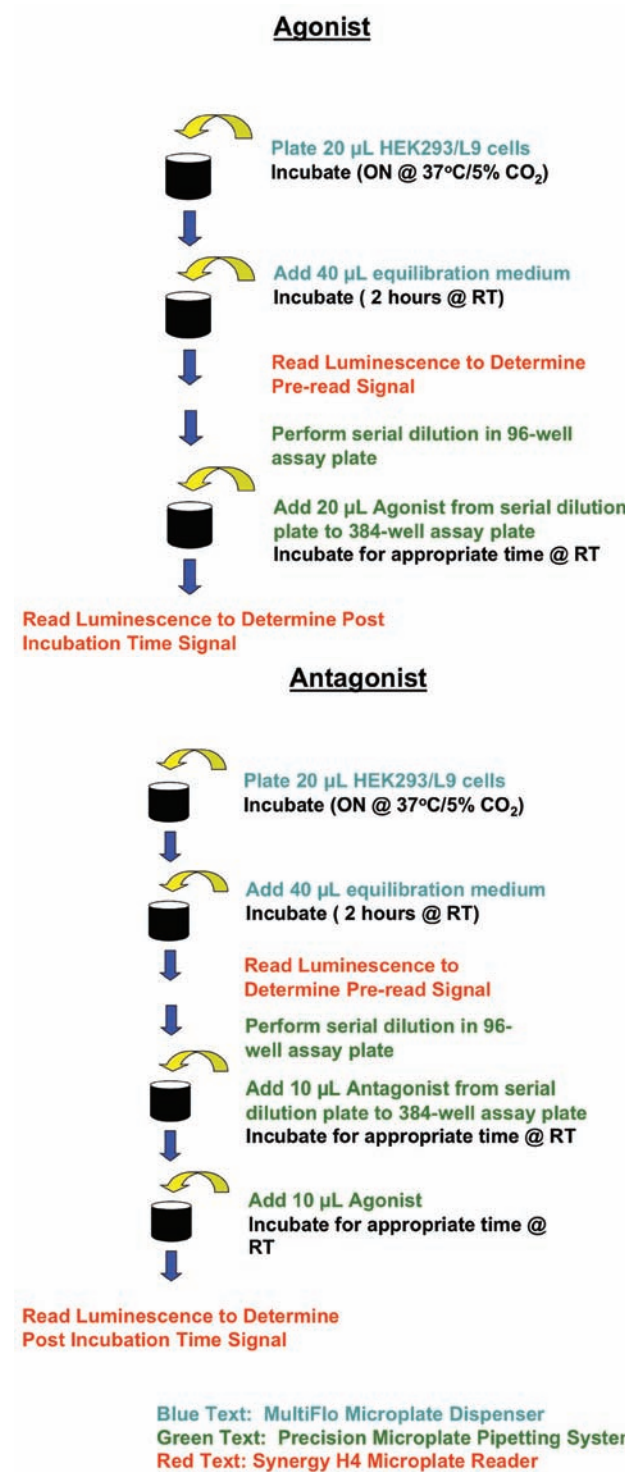 Agonist
Plate 20 µL HEK293/L9 cells
Incubate (ON @ 37°C/5% CO₂)
Add 40 µL equilibration medium
Incubate ( 2 hours @ RT)
Read Luminescence to Determine
Pre-read Signal
Perform serial dilution in 96-well
assay plate
Add 20 µL Agonist from serial dilution
plate to 384-well assay plate
Incubate for appropriate time @ RT
Read Luminescence to Determine Post
Incubation Time Signal
Antagonist
Plate 20 µL HEK293/L9 cells
Incubate (ON @ 37°C/5% CO₂)
Add 40 µL equilibration medium
Incubate ( 2 hours @ RT)
Read Luminescence to
Determine Pre-read Signal
Perform serial dilution in 96-
well assay plate
Add 10 µL Antagonist from serial
dilution plate to 384-well assay plate
Incubate for appropriate time @ RT
Add 10 µL Agonist
Incubate for appropriate time @
RT
Read Luminescence to Determine
Post Incubation Time Signal
Blue Text: MultiFlo Microplate Dispenser
Green Text: Precision Microplate Pipetting System
Red Text: Synergy H4 Microplate Reader